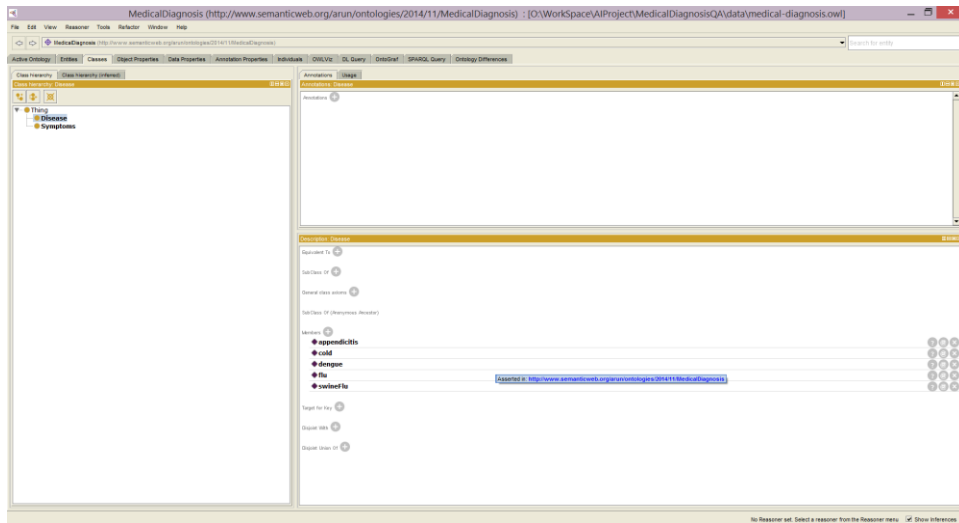 MedicalDiagnosis (http://www.semanticweb.org/arun/ontologies/2014/11/MedicalDiagnosis) : [O:\WorkSpace\AIProject\MedicalDiagnosisQA\data\medical-diagnosis.owl]
File Edit View Reasoner Tools Refactor Window Help
MedicalDiagnosis (http://www.semanticweb.org/arun/ontologies/2014/11/MedicalDiagnosis)
Search for entity
Active Ontology Entities Classes Object Properties Data Properties Annotation Properties Individuals OWLViz DL Query OntoGraf SPARQL Query Ontology Differences
Class hierarchy Class hierarchy (inferred)
Class hierarchy: Disease
Thing
Disease
Symptoms
Annotations Usage
Annotations: Disease
Annotations
Description: Disease
Equivalent To
SubClass Of
General class axioms
SubClass Of (Anonymous Ancestor)
Members
appendicitis
cold
dengue
flu
Asserted in: http://www.semanticweb.org/arun/ontologies/2014/11/MedicalDiagnosis
swineFlu
Target for Key
Disjoint With
Disjoint Union Of
No Reasoner set. Select a reasoner from the Reasoner menu Show Inferences